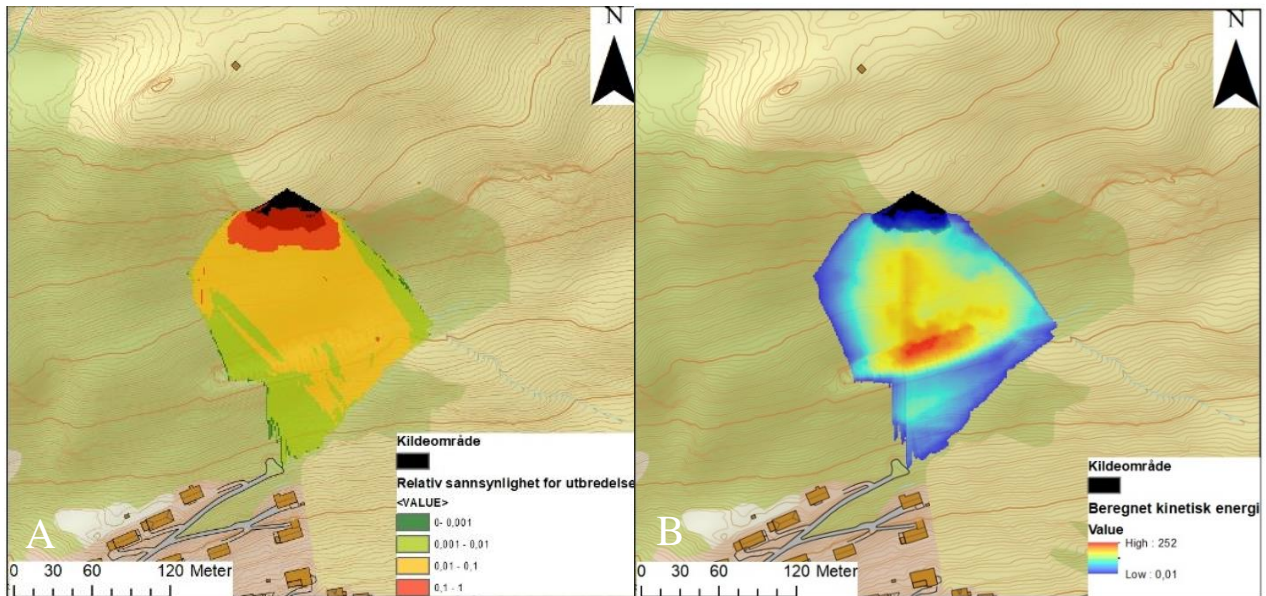 N
Kildeområde
Relativ sannsynlighet for utbredelse
<VALUE>
0- 0,001
0,001 - 0,01
0,01 - 0,1
0,1 - 1
A
0 30 60 120 Meter
N
Kildeområde
Beregnet kinetisk energi
Value
High : 252
Low : 0,01
B
0 30 60 120 Meter